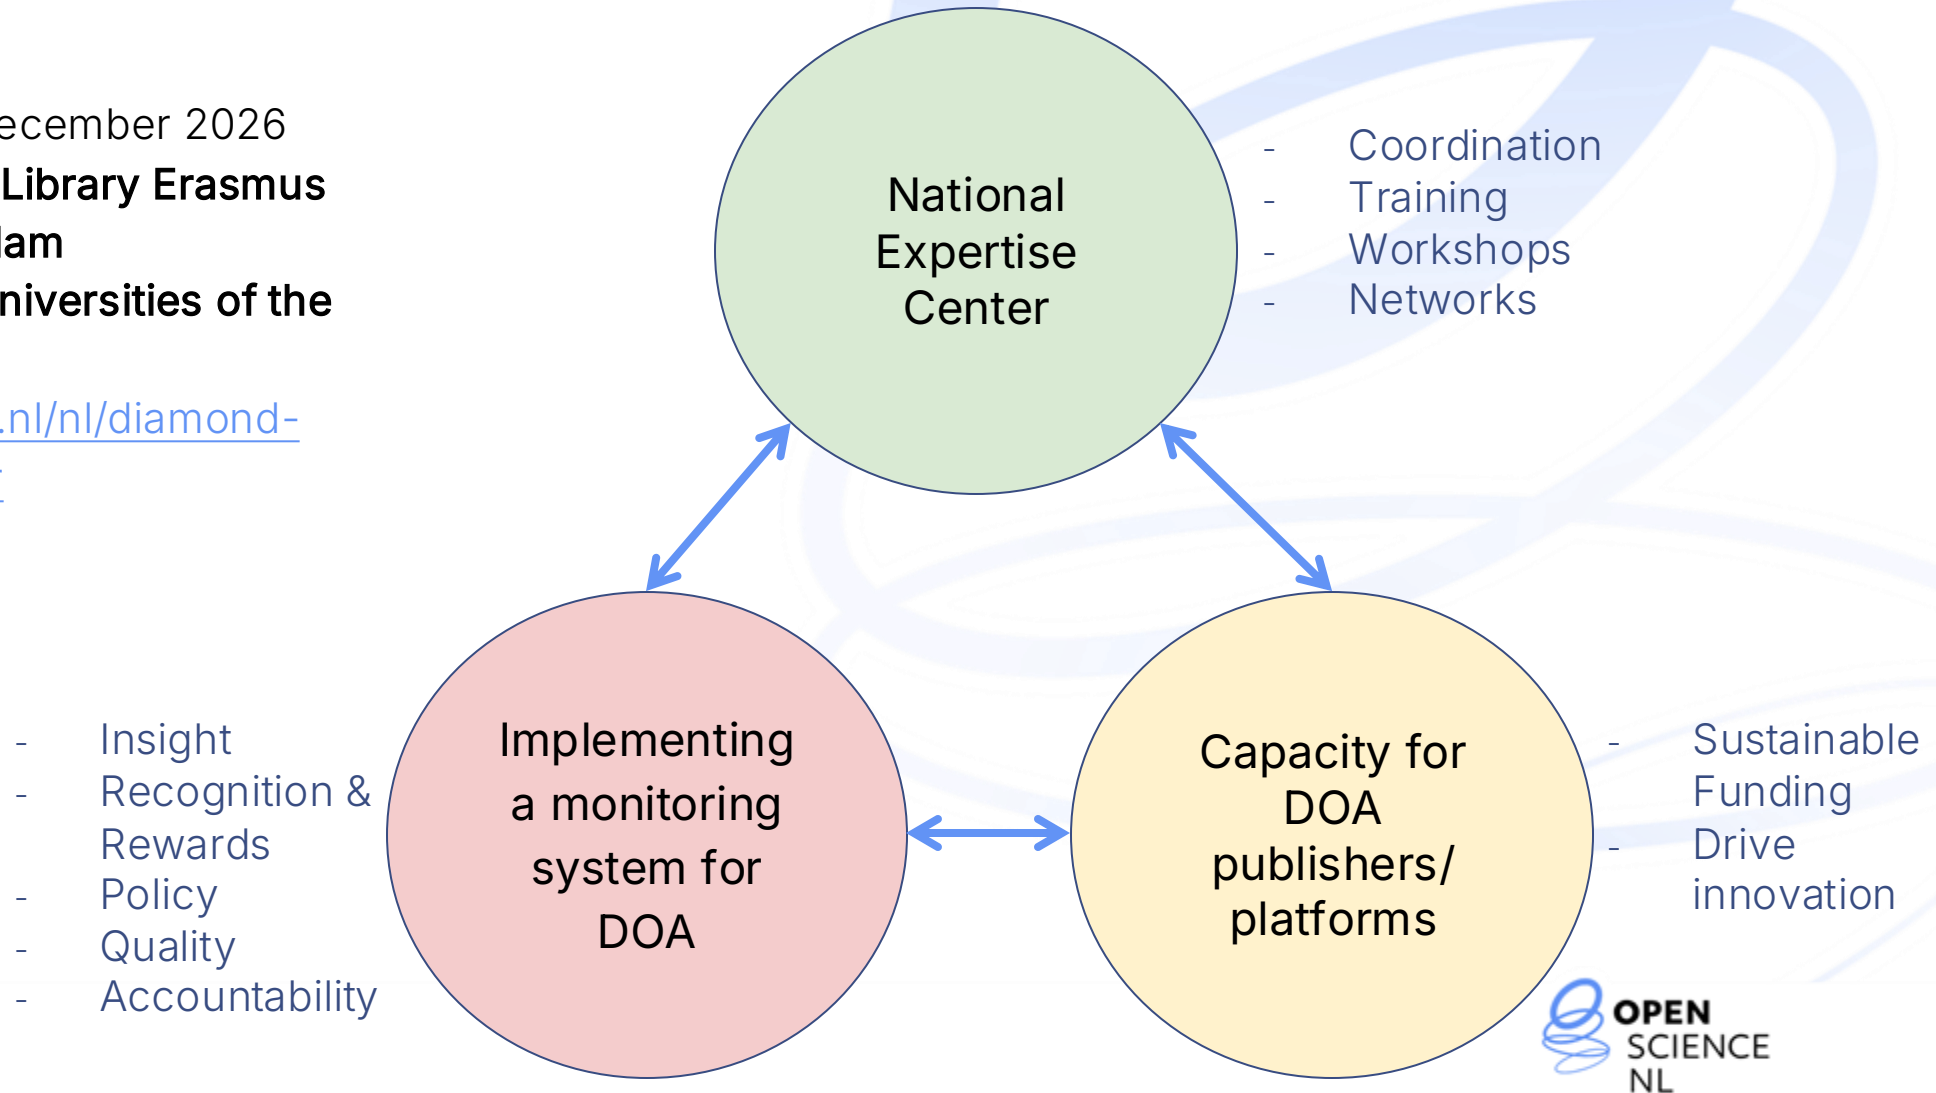 ecember 2026
Library Erasmus
lam
niversities of the
.nl/nl/diamond-
National
Expertise
Center
- Coordination
- Training
- Workshops
- Networks
- Insight
- Recognition &
Rewards
- Policy
- Quality
- Accountability
Implementing
a monitoring
system for
DOA
Capacity for
DOA
publishers/
platforms
- Sustainable
Funding
- Drive
innovation
OPEN
SCIENCE
NL